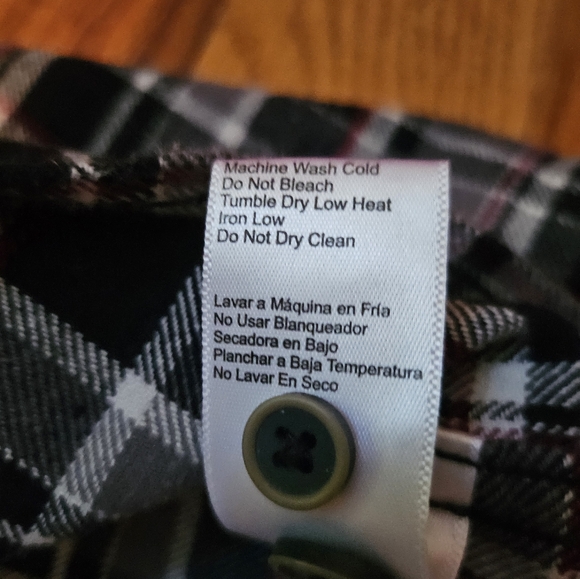 Machine Wash Cold
Do Not Bleach
Tumble Dry Low Heat
Iron Low
Do Not Dry Clean
Lavar a Máquina en Fría
No Usar Blanqueador
Secadora en Bajo
Planchar a Baja Temperatura
No Lavar En Seco